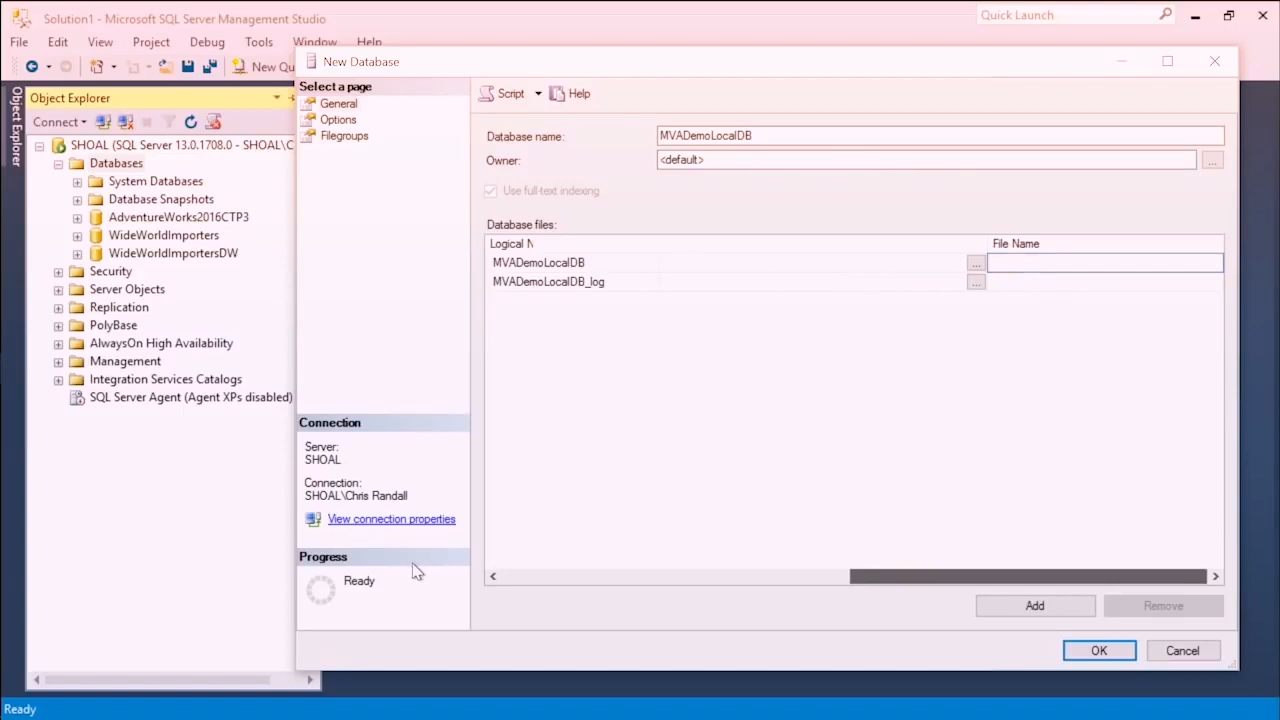 Solution1 - Microsoft SQL Server Management Studio
Quick Launch
File Edit View Project Debug Tools Window Help
New Qu
Object Explorer
Object Explorer
Connect
SHOAL (SQL Server 13.0.1708.0 - SHOAL\C
Databases
System Databases
Database Snapshots
AdventureWorks2016CTP3
WideWorldImporters
WideWorldImportersDW
Security
Server Objects
Replication
PolyBase
AlwaysOn High Availability
Management
Integration Services Catalogs
SQL Server Agent (Agent XPs disabled)
New Database
Select a page
General
Options
Filegroups
Connection
Server:
SHOAL
Connection:
SHOAL\Chris Randall
View connection properties
Progress
Ready
Script Help
Database name: MVADemoLocalDB
Owner: <default> ...
Use full-text indexing
Database files:
Logical N File Name
MVADemoLocalDB ...
MVADemoLocalDB_log ...
Add Remove
OK Cancel
Ready